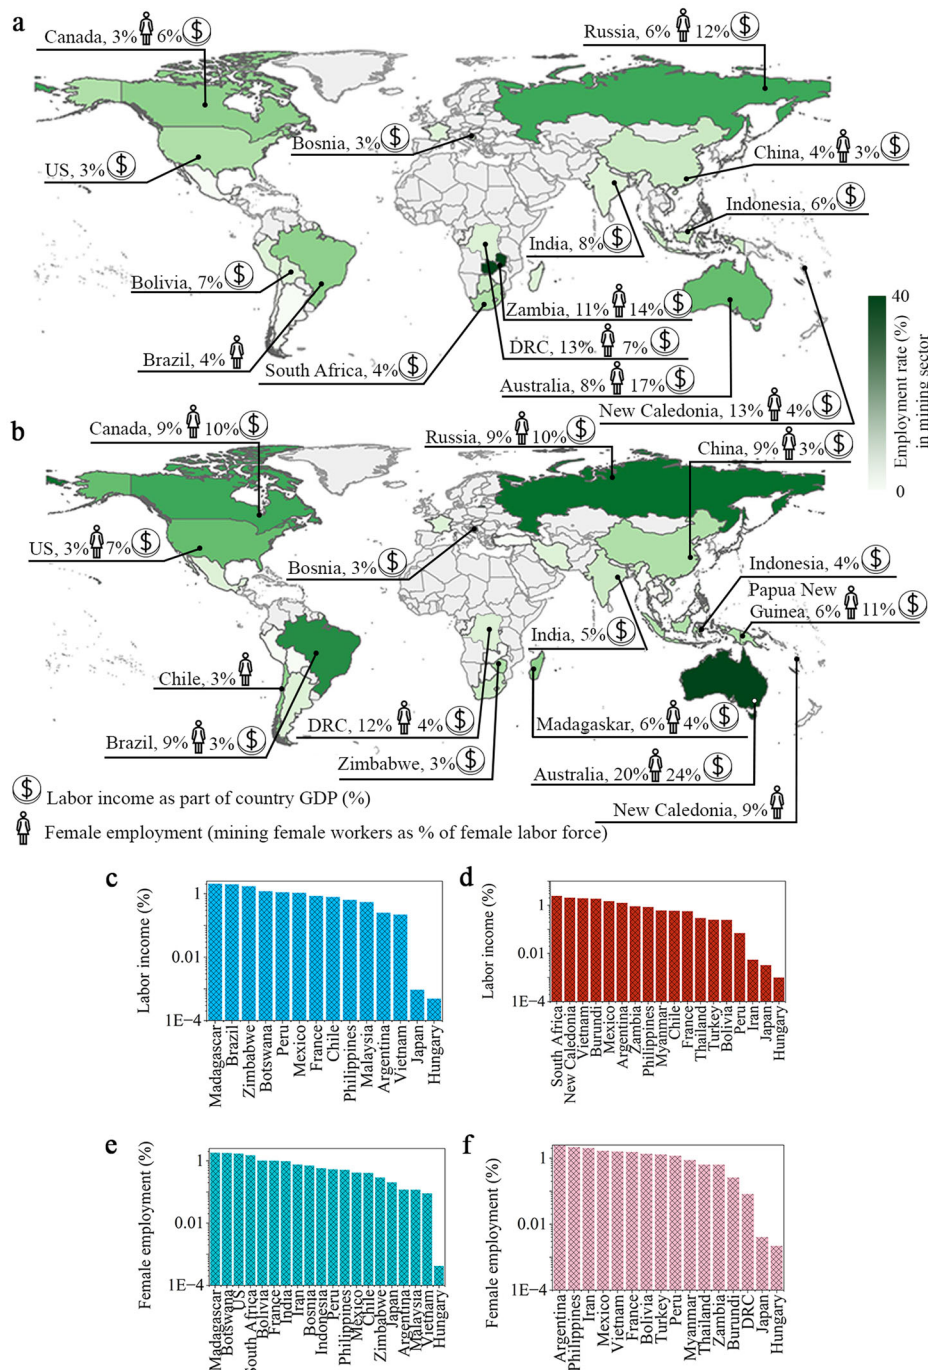 a
Canada, 3% 6% $
Russia, 6% 12% $
Bosnia, 3% $
US, 3% $
China, 4% 3% $
Indonesia, 6% $
India, 8% $
Bolivia, 7% $
Zambia, 11% 14% $
Brazil, 4%
DRC, 13% 7% $
South Africa, 4% $
Australia, 8% 17% $
New Caledonia, 13% 4% $
40
Employment rate (%)
in mining sector
0
b
Canada, 9% 10% $
Russia, 9% 10% $
China, 9% 3% $
US, 3% 7% $
Bosnia, 3% $
Indonesia, 4% $
Papua New
Guinea, 6% 11% $
India, 5% $
Chile, 3%
DRC, 12% 4% $
Madagaskar, 6% 4% $
Brazil, 9% 3% $
Zimbabwe, 3% $
Australia, 20% 24% $
New Caledonia, 9%
$ Labor income as part of country GDP (%)
Female employment (mining female workers as % of female labor force)
c
Labor income (%)
1
0.01
1E−4
Madagascar
Brazil
Zimbabwe
Botswana
Peru
Mexico
France
Chile
Philippines
Malaysia
Argentina
Vietnam
Japan
Hungary
d
Labor income (%)
1
0.01
1E−4
South Africa
New Caledonia
Vietnam
Burundi
Mexico
Argentina
Zambia
Philippines
Myanmar
Chile
France
Thailand
Turkey
Bolivia
Peru
Iran
Japan
Hungary
e
Female employment (%)
1
0.01
1E−4
Madagascar
Botswana
US
South Africa
Bolivia
France
India
Iran
Bosnia
Indonesia
Peru
Philippines
Mexico
Chile
Zimbabwe
Japan
Argentina
Malaysia
Vietnam
Hungary
f
Female employment (%)
1
0.01
1E−4
Argentina
Philippines
Iran
Mexico
Vietnam
France
Bolivia
Turkey
Peru
Myanmar
Thailand
Zambia
Burundi
DRC
Japan
Hungary